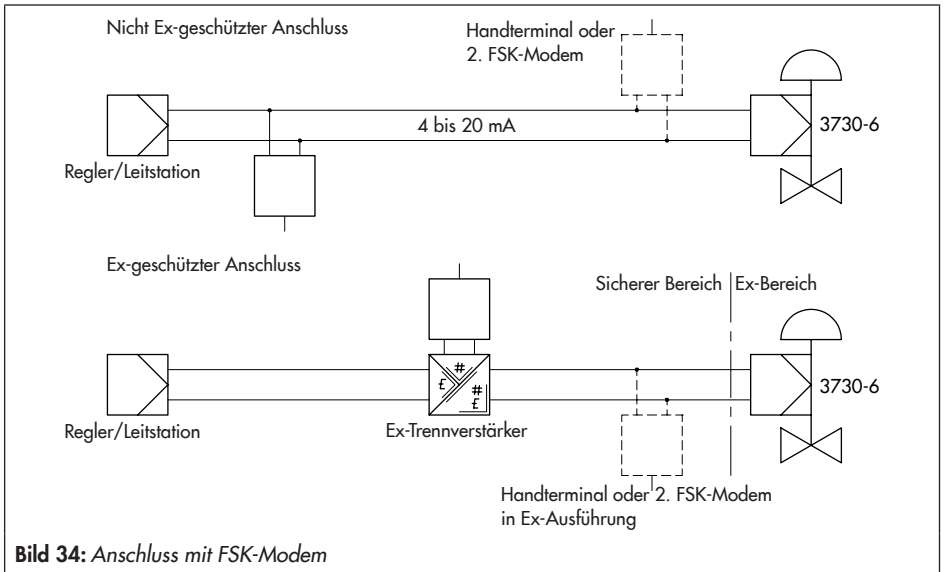 Nicht Ex-geschützter Anschluss
Handterminal oder
2. FSK-Modem
4 bis 20 mA
3730-6
Regler/Leitstation
Ex-geschützter Anschluss
Sicherer Bereich
Ex-Bereich
#
£
#
£
3730-6
Regler/Leitstation
Ex-Trennverstärker
Handterminal oder 2. FSK-Modem
in Ex-Ausführung
Bild 34: Anschluss mit FSK-Modem